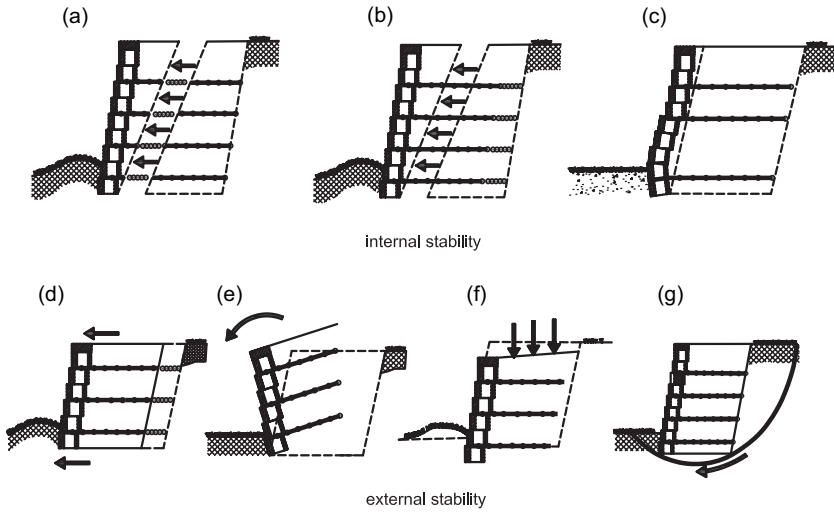 (a)
(b)
(c)
internal stability
(d)
(e)
(f)
(g)
external stability